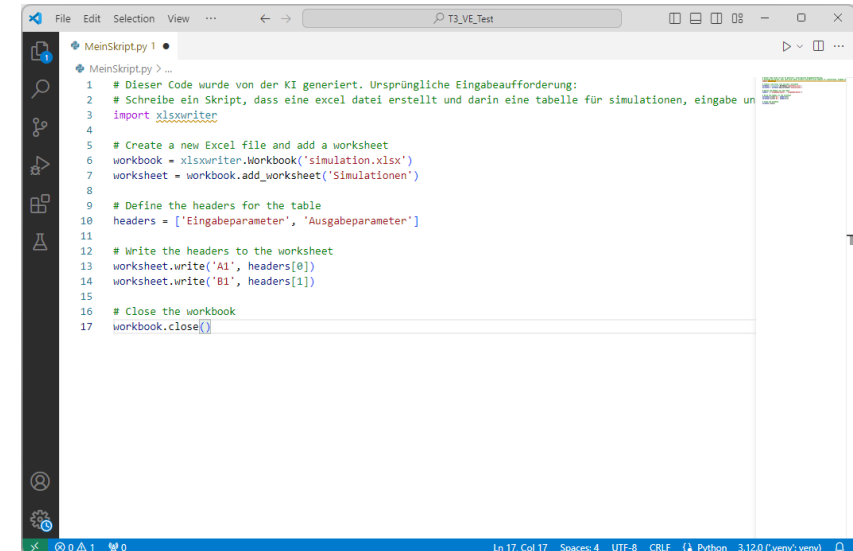 File Edit Selection View ··· ← → T3_VE_Test
MeinSkript.py 1 ●
MeinSkript.py > ...
1 # Dieser Code wurde von der KI generiert. Ursprüngliche Eingabeaufforderung:
2 # Schreibe ein Skript, dass eine excel datei erstellt und darin eine tabelle für simulationen, eingabe un
3 import xlsxwriter
4
5 # Create a new Excel file and add a worksheet
6 workbook = xlsxwriter.Workbook('simulation.xlsx')
7 worksheet = workbook.add_worksheet('Simulationen')
8
9 # Define the headers for the table
10 headers = ['Eingabeparameter', 'Ausgabeparameter']
11
12 # Write the headers to the worksheet
13 worksheet.write('A1', headers[0])
14 worksheet.write('B1', headers[1])
15
16 # Close the workbook
17 workbook.close()
1
0 1 0 Ln 17, Col 17 Spaces: 4 UTF-8 CRLF Python 3.12.0 ('.venv': venv)